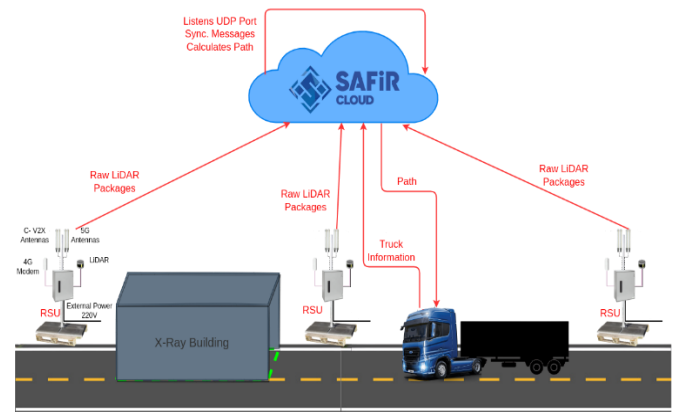 Listens UDP Port
Sync. Messages
Calculates Path
SAFiR
CLOUD
Raw LiDAR
Packages
Raw LiDAR
Packages
Path
Raw LiDAR
Packages
Truck
Information
C- V2X
Antennas
5G
Antennas
4G
Modem
LiDAR
RSU
External Power
220V
X-Ray Building
RSU
RSU